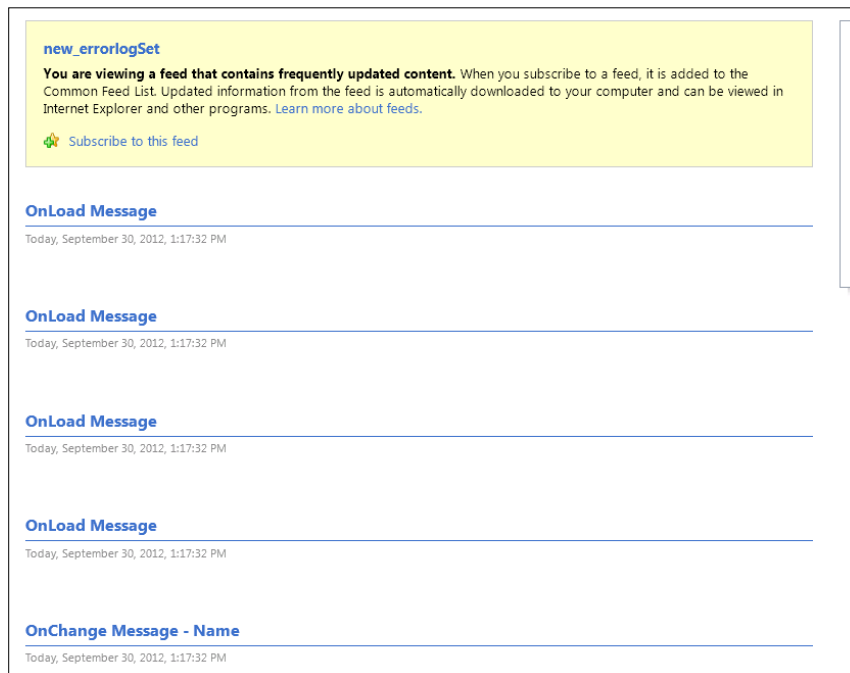 new_errorlogSet
You are viewing a feed that contains frequently updated content. When you subscribe to a feed, it is added to the
Common Feed List. Updated information from the feed is automatically downloaded to your computer and can be viewed in
Internet Explorer and other programs. Learn more about feeds.
Subscribe to this feed
OnLoad Message
Today, September 30, 2012, 1:17:32 PM
OnLoad Message
Today, September 30, 2012, 1:17:32 PM
OnLoad Message
Today, September 30, 2012, 1:17:32 PM
OnLoad Message
Today, September 30, 2012, 1:17:32 PM
OnChange Message - Name
Today, September 30, 2012, 1:17:32 PM